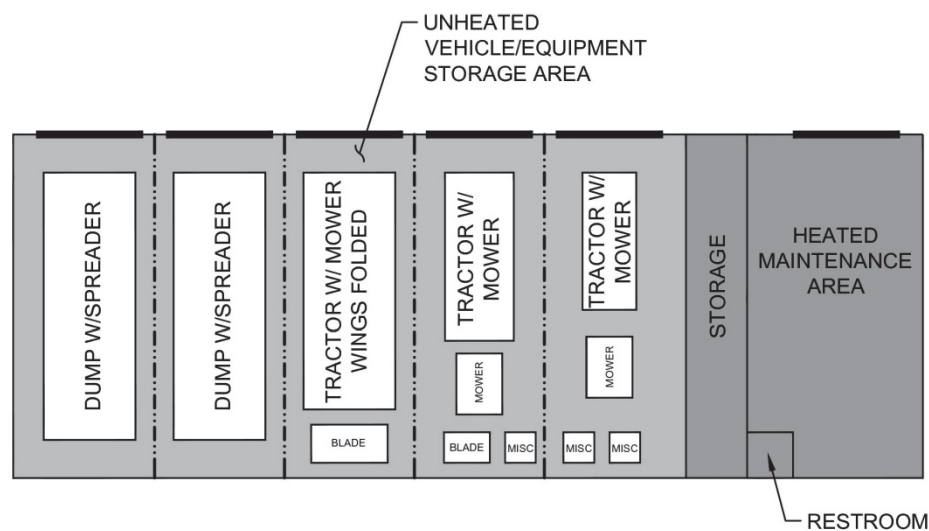 UNHEATED
VEHICLE/EQUIPMENT
STORAGE AREA
DUMP W/SPREADER
DUMP W/SPREADER
TRACTOR W/ MOWER
WINGS FOLDED
BLADE
TRACTOR W/
MOWER
MOWER
BLADE
MISC
TRACTOR W/
MOWER
MOWER
MISC
MISC
STORAGE
HEATED
MAINTENANCE
AREA
RESTROOM